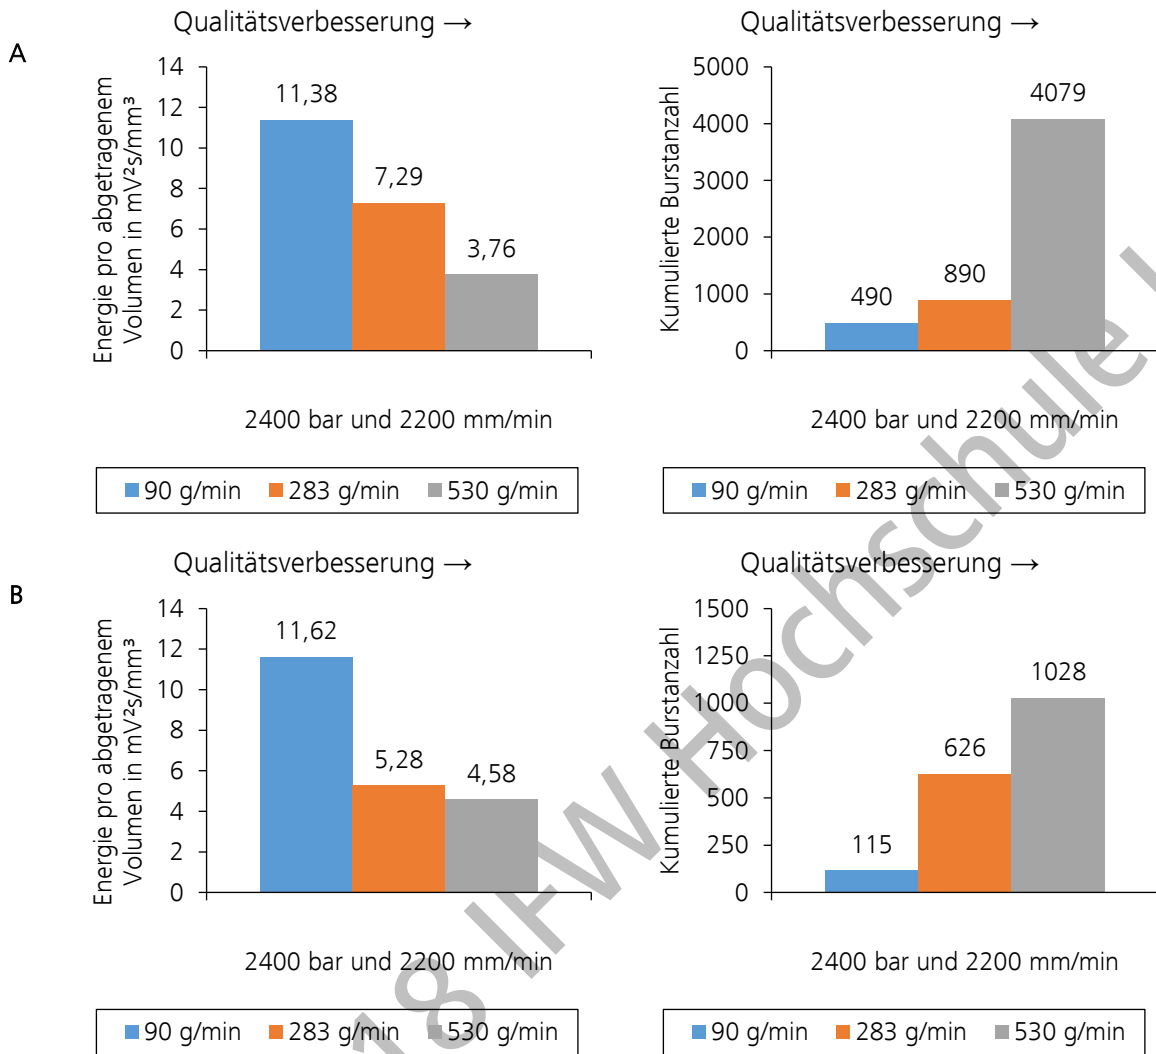 Qualitätsverbesserung →
A
Energie pro abgetragenem
Volumen in mV²s/mm³
14
12
10
8
6
4
2
0
11,38
7,29
3,76
2400 bar und 2200 mm/min
90 g/min 283 g/min 530 g/min
Qualitätsverbesserung →
Kumulierte Burstanzahl
5000
4000
3000
2000
1000
0
490
890
4079
2400 bar und 2200 mm/min
90 g/min 283 g/min 530 g/min
Qualitätsverbesserung →
B
Energie pro abgetragenem
Volumen in mV²s/mm³
14
12
10
8
6
4
2
0
11,62
5,28
4,58
2400 bar und 2200 mm/min
90 g/min 283 g/min 530 g/min
Qualitätsverbesserung →
Kumulierte Burstanzahl
1500
1250
1000
750
500
250
0
115
626
1028
2400 bar und 2200 mm/min
90 g/min 283 g/min 530 g/min
18 IFW Hochschule